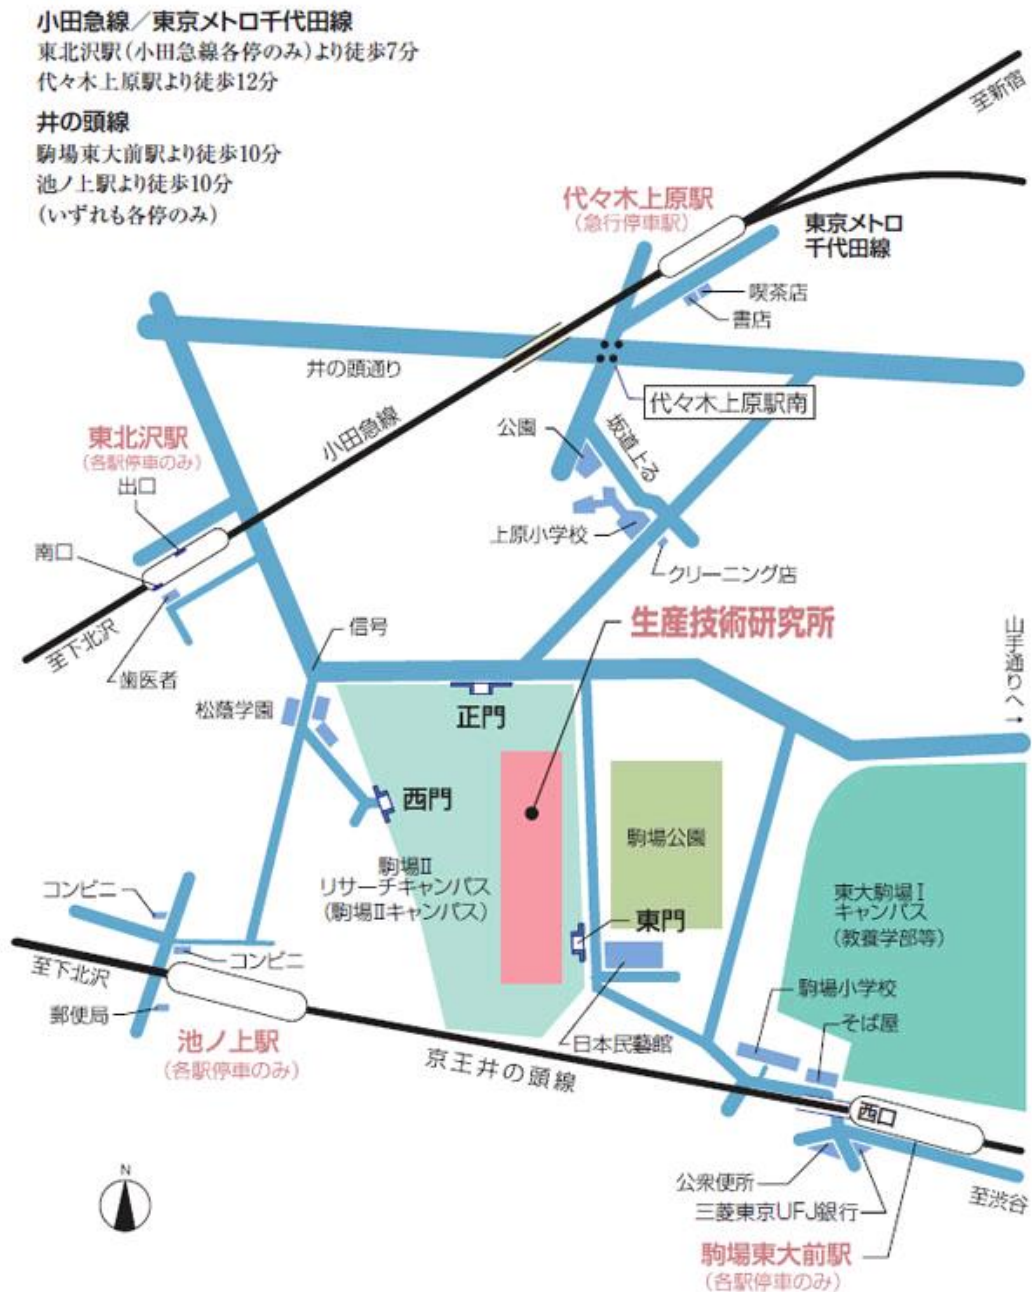 小田急線／東京メトロ千代田線
東北沢駅(小田急線各停のみ)より徒歩7分
代々木上原駅より徒歩12分
井の頭線
駒場東大前駅より徒歩10分
池ノ上駅より徒歩10分
(いずれも各停のみ)
至新宿
代々木上原駅
(急行停車駅)
東京メトロ
千代田線
喫茶店
書店
井の頭通り
代々木上原駅南
小田急線
公園
坂道上る
東北沢駅
(各駅停車のみ)
出口
上原小学校
南口
クリーニング店
至下北沢
歯医者
信号
生産技術研究所
山手通りへ→
松蔭学園
正門
西門
駒場公園
駒場Ⅱ
リサーチキャンパス
(駒場Ⅱキャンパス)
東大駒場Ⅰ
キャンパス
(教養学部等)
コンビニ
東門
コンビニ
至下北沢
駒場小学校
郵便局
そば屋
池ノ上駅
(各駅停車のみ)
日本民藝館
京王井の頭線
西口
N
公衆便所
三菱東京UFJ銀行
至渋谷
駒場東大前駅
(各駅停車のみ)